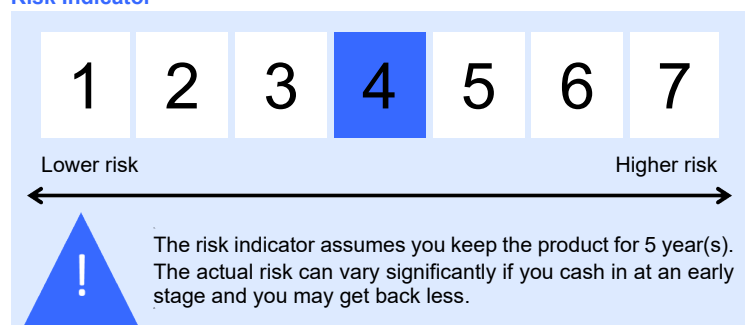 Risk indicator
1 2 3 4 5 6 7
Lower risk Higher risk
!
The risk indicator assumes you keep the product for 5 year(s).
The actual risk can vary significantly if you cash in at an early
stage and you may get back less.